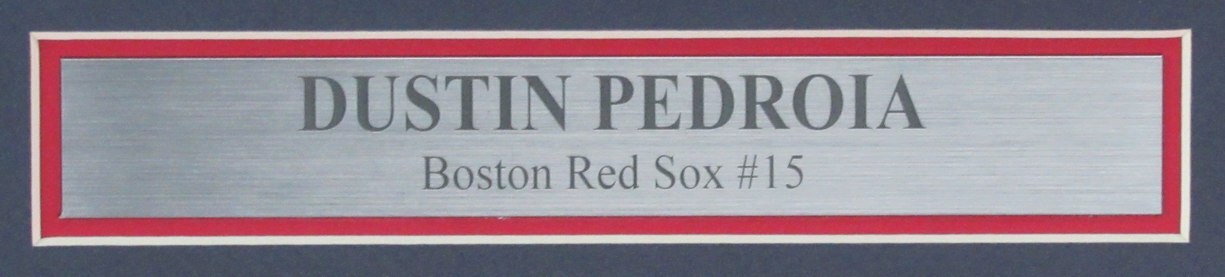 DUSTIN PEDROIA
Boston Red Sox #15